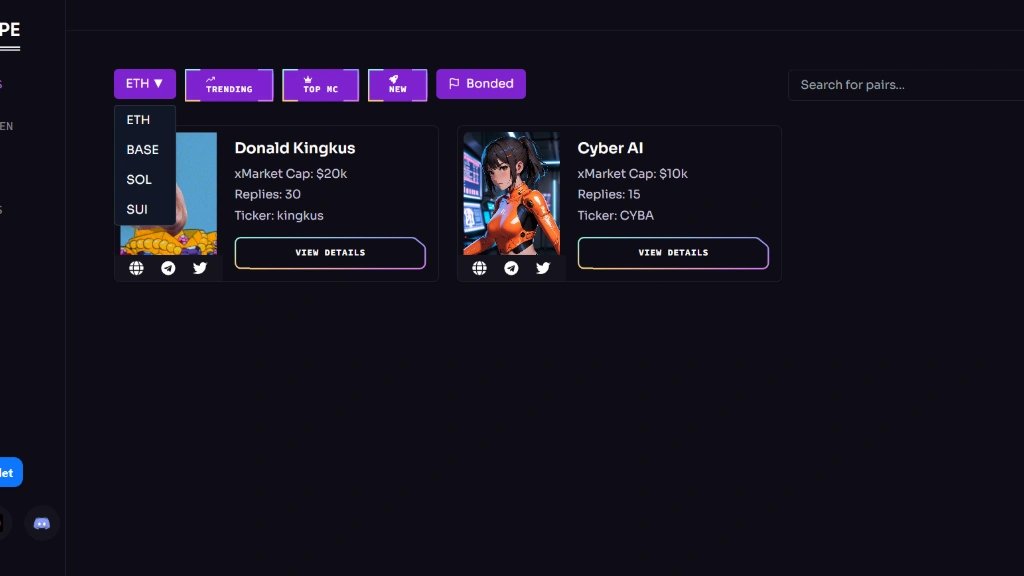 PE
S
EN
S
let
ETH ▼
TRENDING
TOP MC
NEW
Bonded
Search for pairs...
ETH
BASE
SOL
SUI
Donald Kingkus
xMarket Cap: $20k
Replies: 30
Ticker: kingkus
VIEW DETAILS
Cyber AI
xMarket Cap: $10k
Replies: 15
Ticker: CYBA
VIEW DETAILS